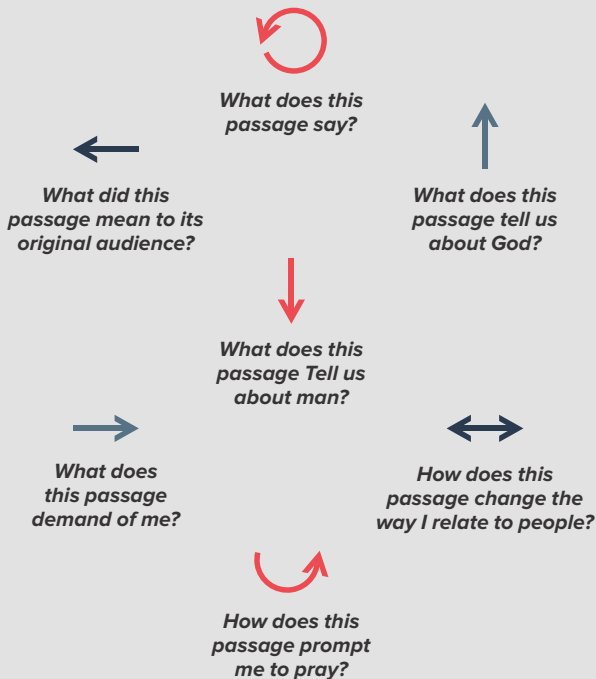 What does this
passage say?
What did this
passage mean to its
original audience?
What does this
passage tell us
about God?
What does this
passage Tell us
about man?
What does
this passage
demand of me?
How does this
passage change the
way I relate to people?
How does this
passage prompt
me to pray?